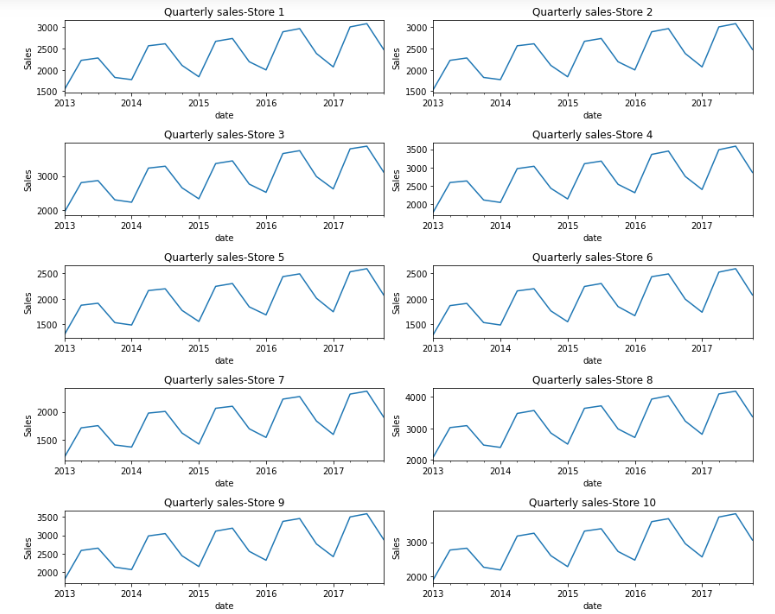 Quarterly sales-Store 1
Sales
3000
2500
2000
1500
2013 2014 2015 2016 2017
date
Quarterly sales-Store 2
Sales
3000
2500
2000
1500
2013 2014 2015 2016 2017
date
Quarterly sales-Store 3
Sales
3000
2000
2013 2014 2015 2016 2017
date
Quarterly sales-Store 4
Sales
3500
3000
2500
2000
2013 2014 2015 2016 2017
date
Quarterly sales-Store 5
Sales
2500
2000
1500
2013 2014 2015 2016 2017
date
Quarterly sales-Store 6
Sales
2500
2000
1500
2013 2014 2015 2016 2017
date
Quarterly sales-Store 7
Sales
2000
1500
2013 2014 2015 2016 2017
date
Quarterly sales-Store 8
Sales
4000
3000
2000
2013 2014 2015 2016 2017
date
Quarterly sales-Store 9
Sales
3500
3000
2500
2000
2013 2014 2015 2016 2017
date
Quarterly sales-Store 10
Sales
3000
2000
2013 2014 2015 2016 2017
date